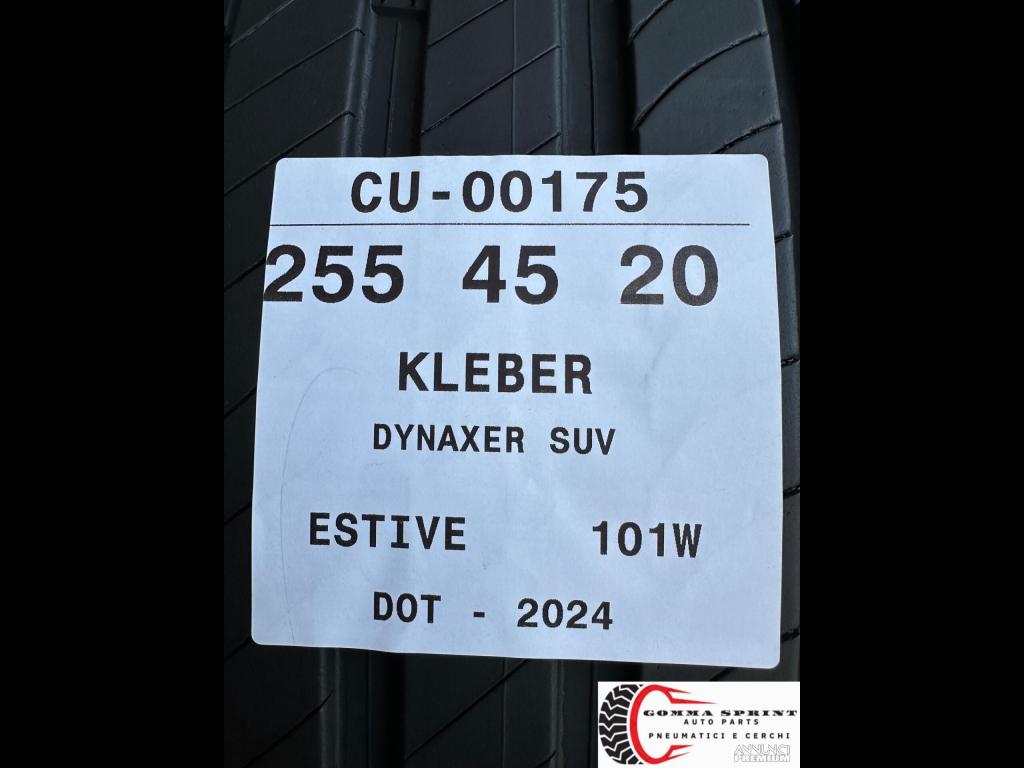 CU-00175
255 45 20
KLEBER
DYNAXER SUV
ESTIVE 101W
DOT - 2024
GOMMA SPRINT
AUTO PARTS
PNEUMATICI E CERCHI
ANNUNCI
PREMIUM